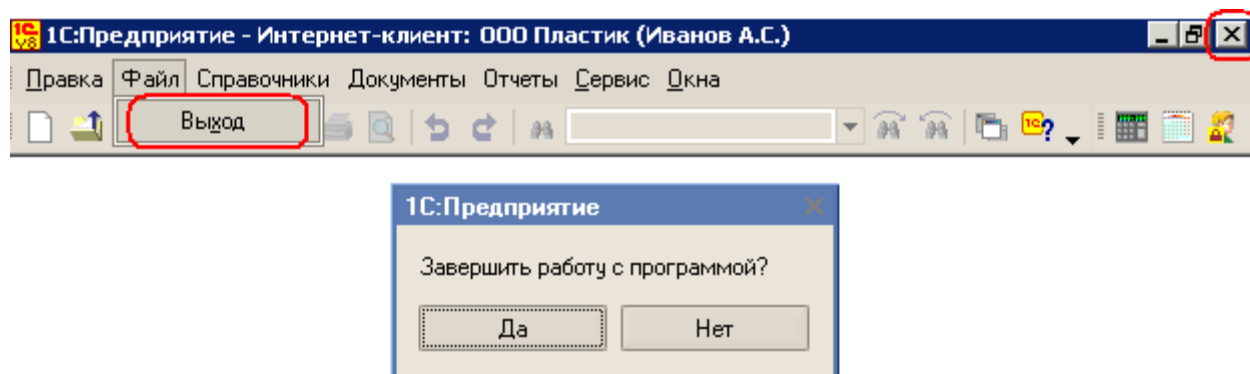 1С:Предприятие - Интернет-клиент: ООО Пластик (Иванов А.С.)
Правка Файл Справочники Документы Отчеты Сервис Окна
Выход
1С:Предприятие
Завершить работу с программой?
Да Нет